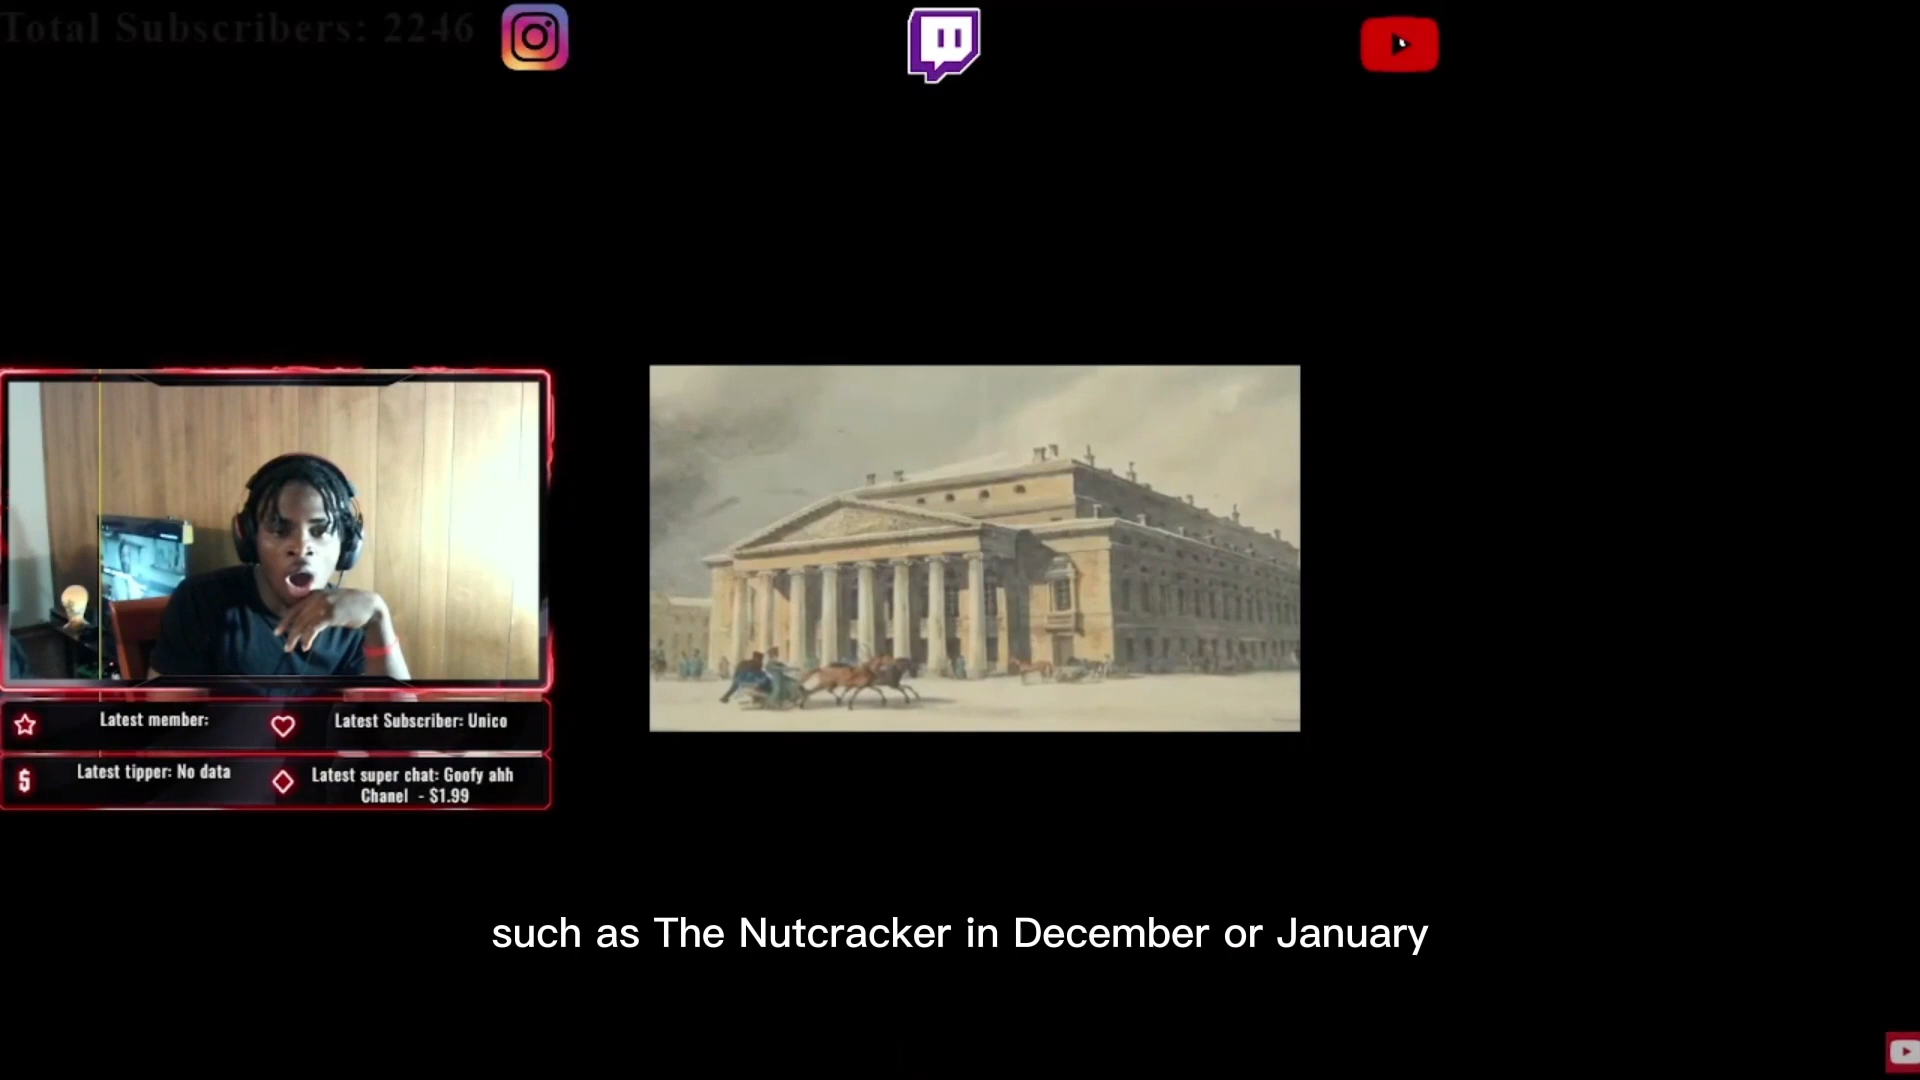 Total Subscribers: 2246
Latest member:
Latest Subscriber: Unico
Latest tipper: No data
Latest super chat: Goofy ahh
Chanel - $1.99
such as The Nutcracker in December or January